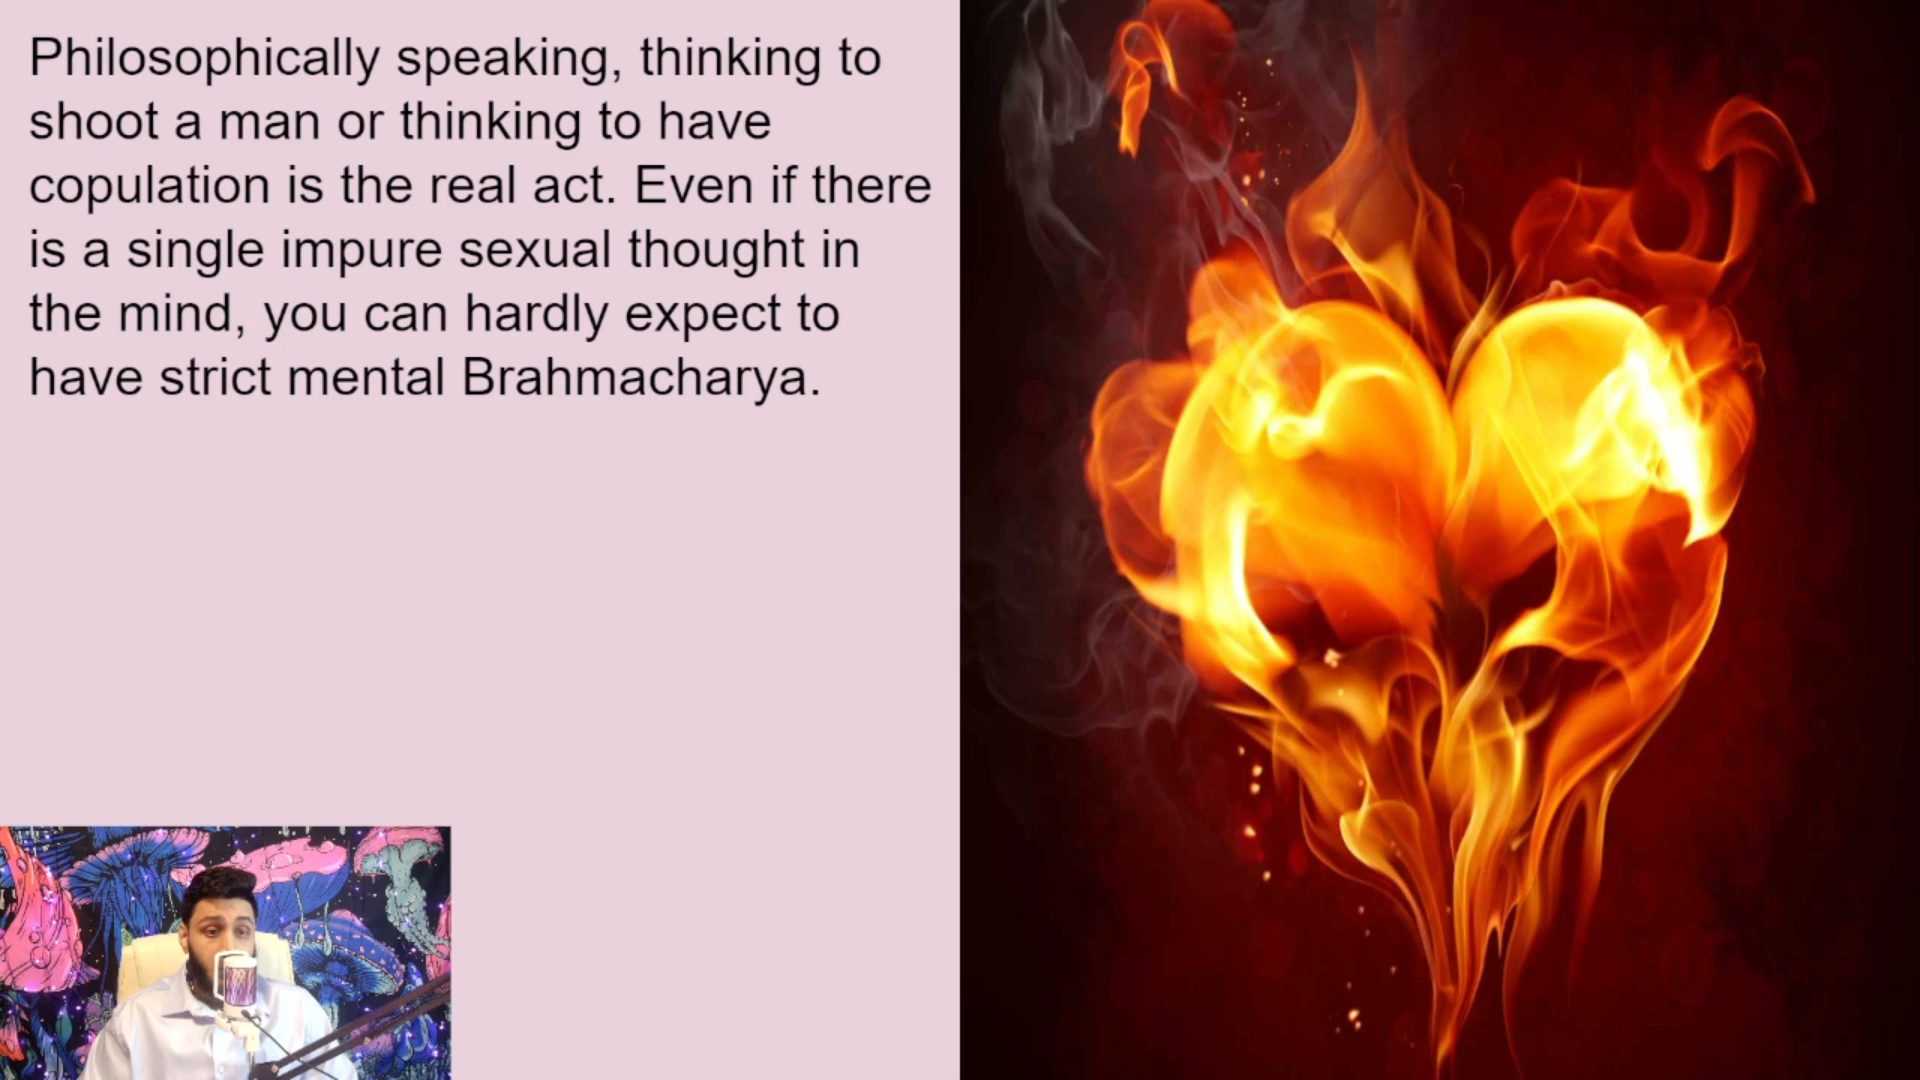 Philosophically speaking, thinking to
shoot a man or thinking to have
copulation is the real act. Even if there
is a single impure sexual thought in
the mind, you can hardly expect to
have strict mental Brahmacharya.